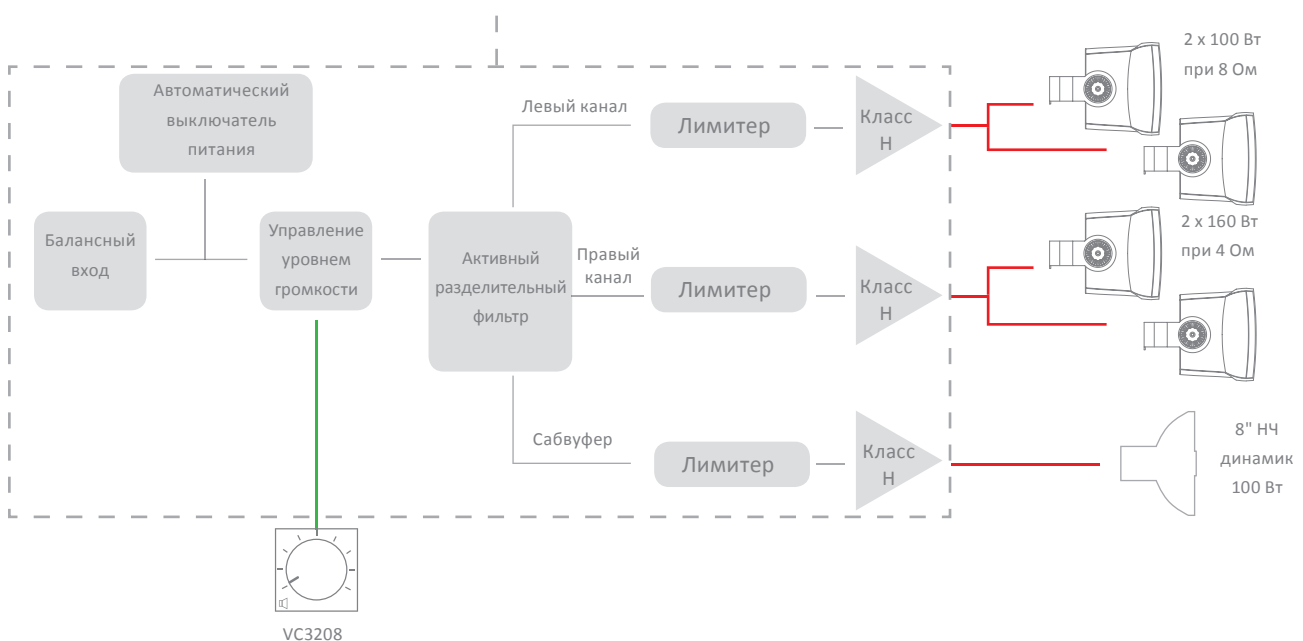 2 x 100 Вт
при 8 Ом
Автоматический
выключатель
питания
Левый канал
Лимитер
Класс
H
Балансный
вход
Управление
уровнем
громкости
Активный
разделительный
фильтр
Правый
канал
Лимитер
Класс
H
2 x 160 Вт
при 4 Ом
Сабвуфер
Лимитер
Класс
H
8" НЧ
динамик
100 Вт
VC3208